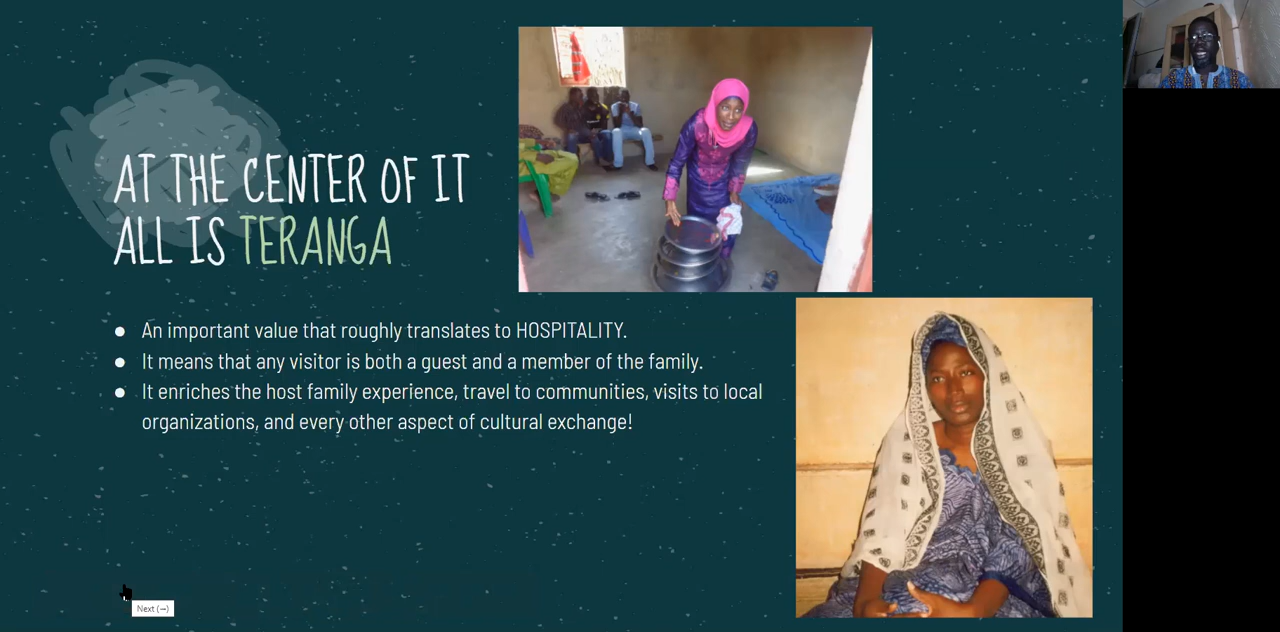 AT THE CENTER OF IT
ALL IS TERANGA
● An important value that roughly translates to HOSPITALITY.
● It means that any visitor is both a guest and a member of the family.
● It enriches the host family experience, travel to communities, visits to local
organizations, and every other aspect of cultural exchange!
Next (→)